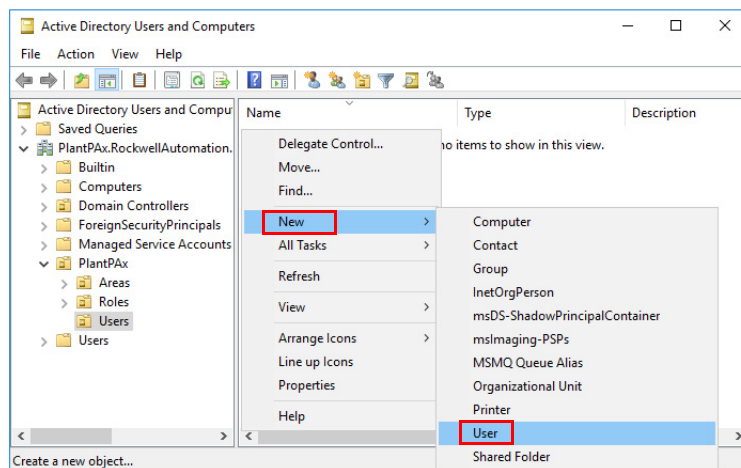 Active Directory Users and Computers
File Action View Help
Active Directory Users and Compu
Saved Queries
PlantPAx.RockwellAutomation.
Builtin
Computers
Domain Controllers
ForeignSecurityPrincipals
Managed Service Accounts
PlantPAx
Areas
Roles
Users
Users
Name Type Description
no items to show in this view.
Delegate Control...
Move...
Find...
New
All Tasks
Refresh
View
Arrange Icons
Line up Icons
Properties
Help
Computer
Contact
Group
InetOrgPerson
msDS-ShadowPrincipalContainer
msImaging-PSPs
MSMQ Queue Alias
Organizational Unit
Printer
User
Shared Folder
Create a new object...